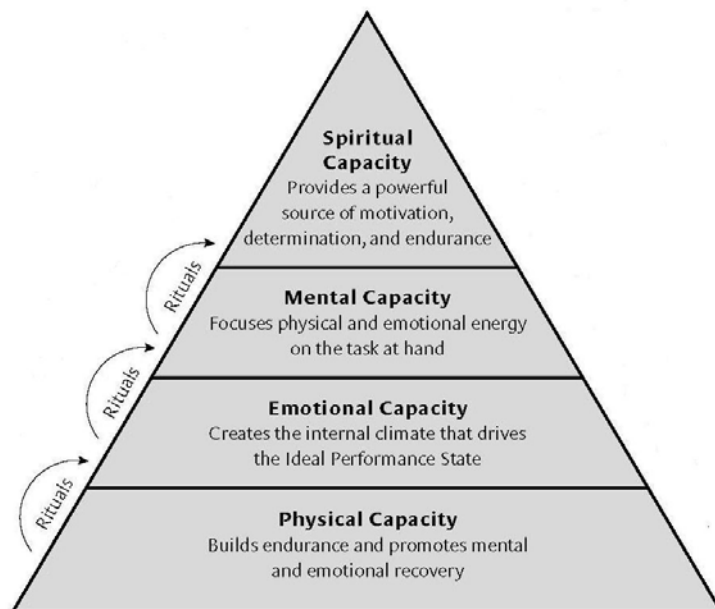 Spiritual
Capacity
Provides a powerful
source of motivation,
determination, and endurance
Rituals
Mental Capacity
Focuses physical and emotional energy
on the task at hand
Rituals
Emotional Capacity
Creates the internal climate that drives
the Ideal Performance State
Rituals
Physical Capacity
Builds endurance and promotes mental
and emotional recovery